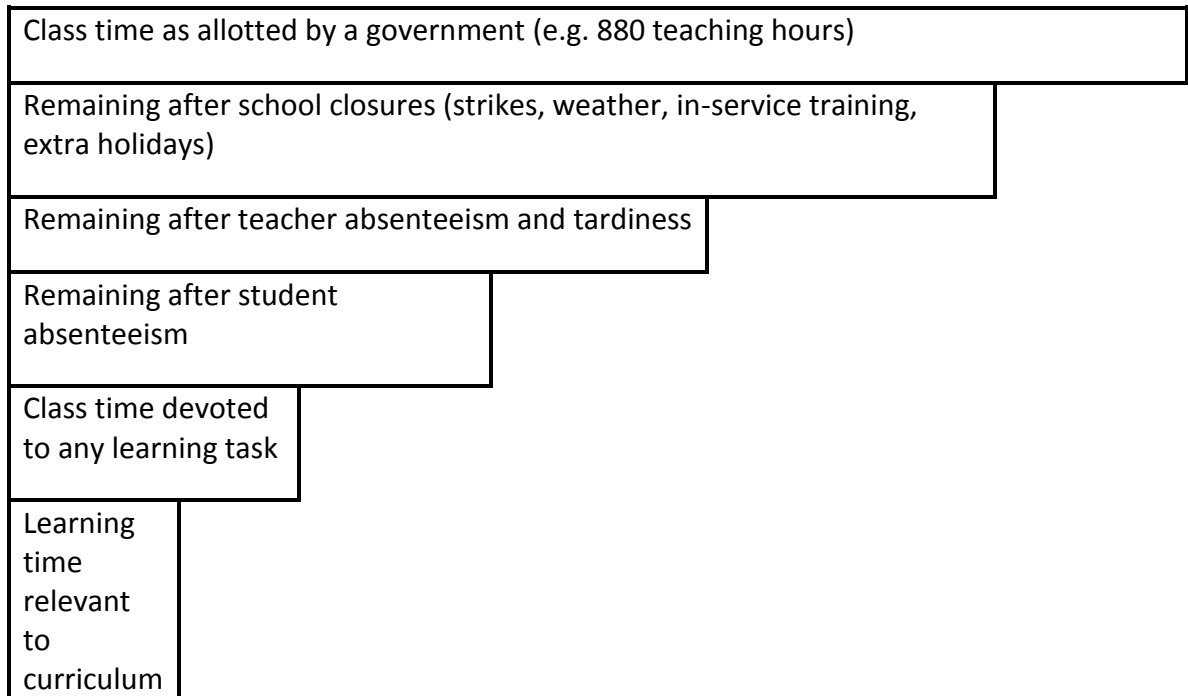 Class time as allotted by a government (e.g. 880 teaching hours)
Remaining after school closures (strikes, weather, in-service training,
extra holidays)
Remaining after teacher absenteeism and tardiness
Remaining after student
absenteeism
Class time devoted
to any learning task
Learning
time
relevant
to
curriculum